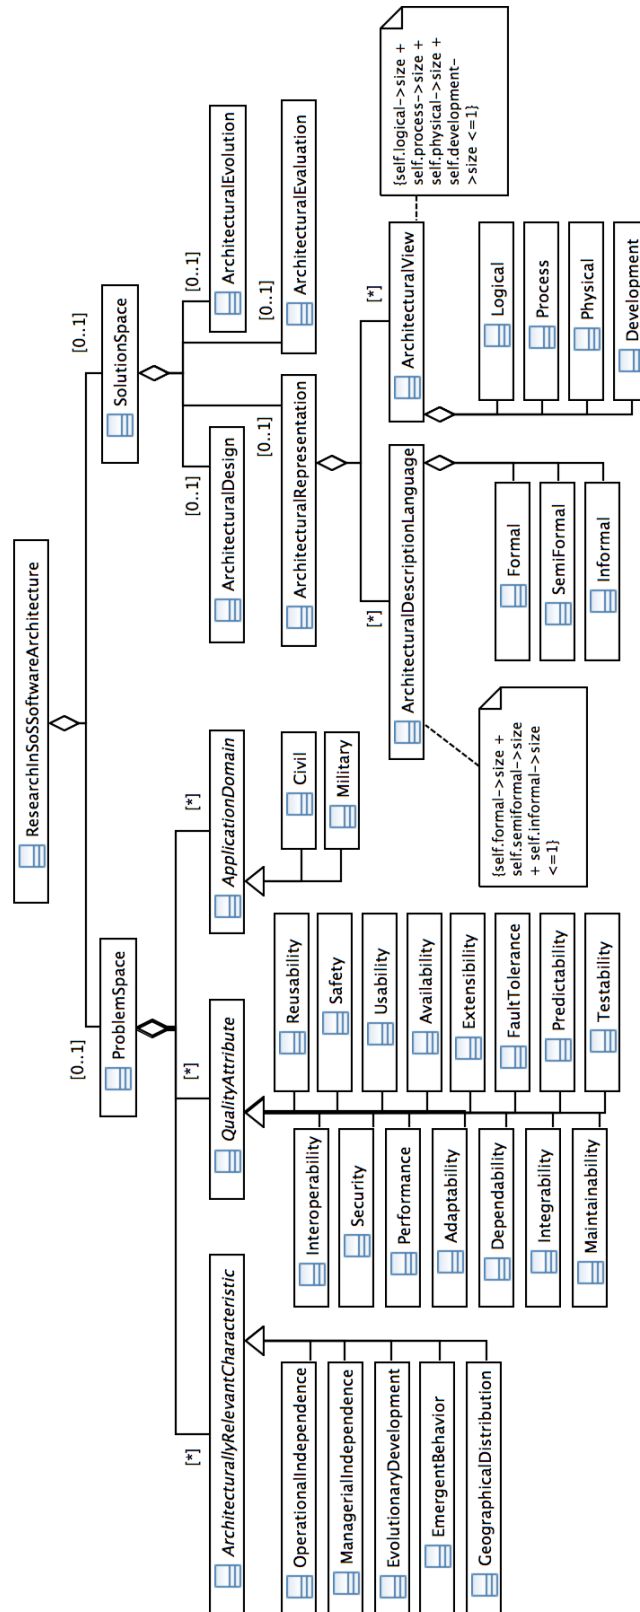 ResearchInSoSSoftwareArchitecture
[0..1]
[0..1]
ProblemSpace
SolutionSpace
[*]
[*]
[*]
[0..1]
[0..1]
ArchitecturallyRelevantCharacteristic
QualityAttribute
ApplicationDomain
ArchitecturalDesign
ArchitecturalEvolution
[0..1]
[0..1]
ArchitecturalRepresentation
ArchitecturalEvaluation
OperationalIndependence
ManagerialIndependence
EvolutionaryDevelopment
EmergentBehavior
GeographicalDistribution
Interoperability
Security
Performance
Adaptability
Dependability
Integrability
Maintainability
Reusability
Safety
Usability
Availability
Extensibility
FaultTolerance
Predictability
Testability
Civil
Military
[*]
[*]
ArchitecturalDescriptionLanguage
ArchitecturalView
{self.logical->size +
self.process->size +
self.physical->size +
self.development-
>size <=1}
{self.formal->size +
self.semiformal->size
+ self.informal->size
<=1}
Formal
SemiFormal
Informal
Logical
Process
Physical
Development